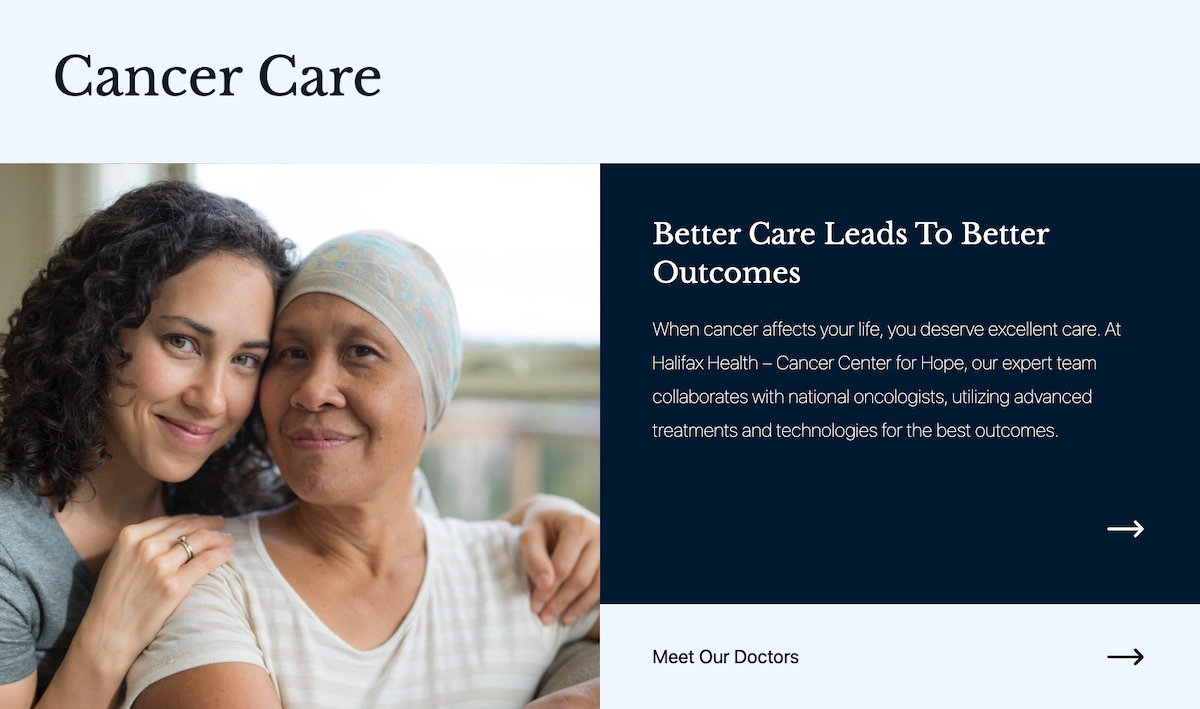 Cancer Care
Better Care Leads To Better
Outcomes
When cancer affects your life, you deserve excellent care. At
Halifax Health – Cancer Center for Hope, our expert team
collaborates with national oncologists, utilizing advanced
treatments and technologies for the best outcomes.
Meet Our Doctors